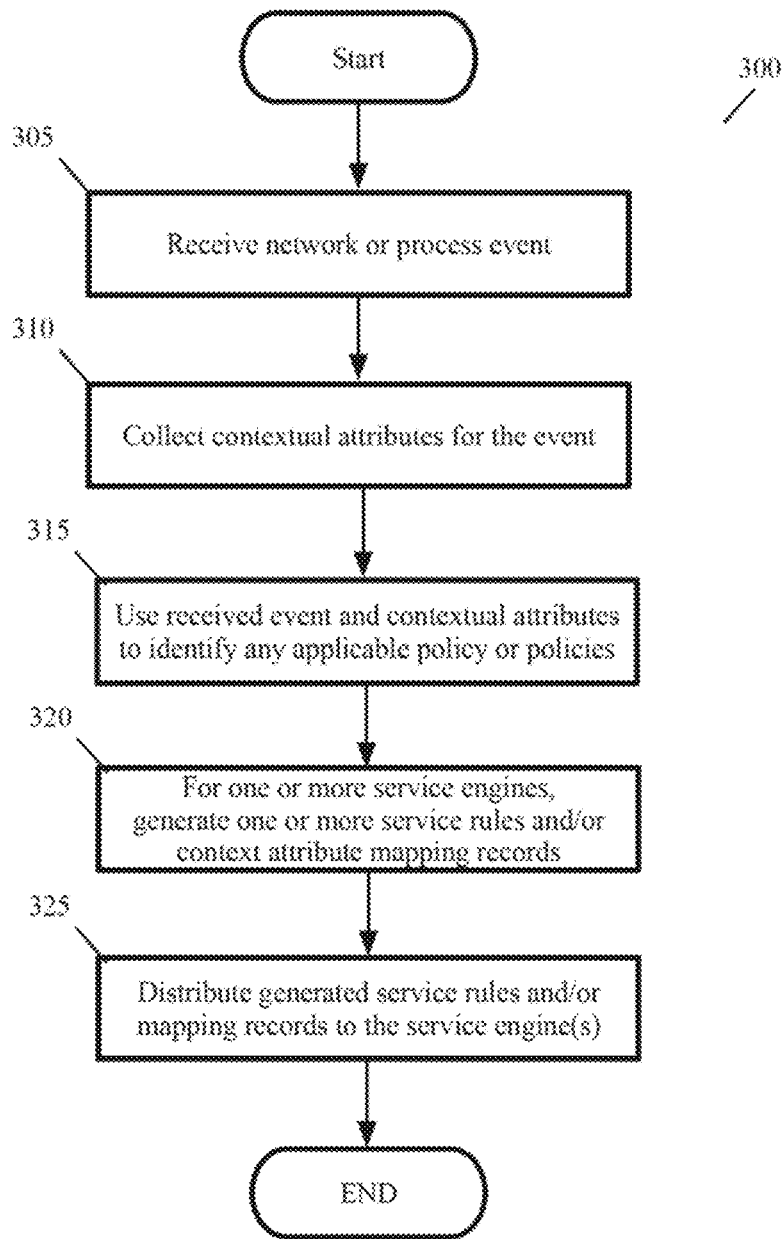 Start
300
305
Receive network or process event
310
Collect contextual attributes for the event
315
Use received event and contextual attributes
to identify any applicable policy or policies
320
For one or more service engines,
generate one or more service rules and/or
context attribute mapping records
325
Distribute generated service rules and/or
mapping records to the service engine(s)
END